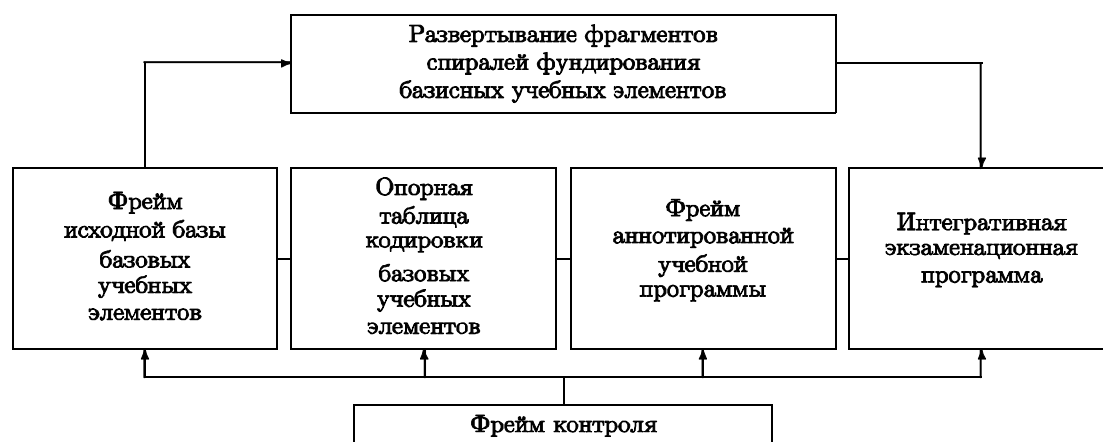 Развертывание фрагментов
спиралей фундирования
базисных учебных элементов
Фрейм
исходной базы
базовых
учебных
элементов
Опорная
таблица
кодировки
базовых
учебных
элементов
Фрейм
аннотированной
учебной
программы
Интегративная
экзаменационная
программа
Фрейм контроля